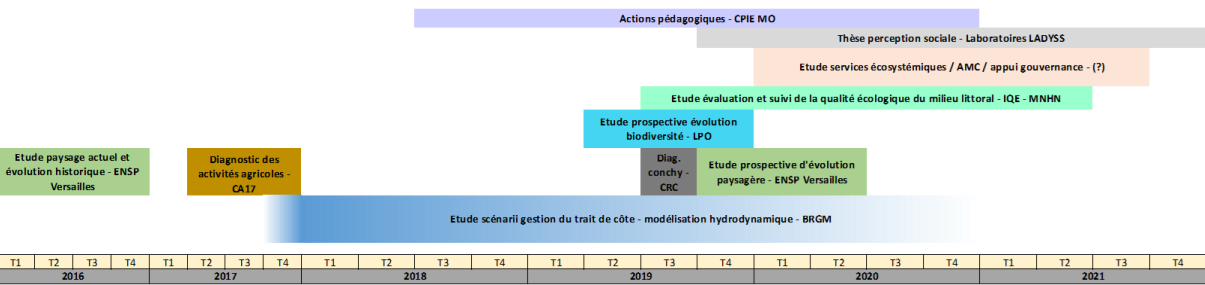 Actions pédagogiques - CPIE MO
Thèse perception sociale - Laboratoires LADYSS
Etude services écosystémiques / AMC / appui gouvernance - (?)
Etude évaluation et suivi de la qualité écologique du milieu littoral - IQE - MNHN
Etude prospective évolution
biodiversité - LPO
Etude paysage actuel et
évolution historique - ENSP
Versailles
Diagnostic des
activités agricoles -
CA17
Diag.
conchy -
CRC
Etude prospective d'évolution
paysagère - ENSP Versailles
Etude scénarii gestion du trait de côte - modélisation hydrodynamique - BRGM
T1 T2 T3 T4 T1 T2 T3 T4 T1 T2 T3 T4 T1 T2 T3 T4 T1 T2 T3 T4 T1 T2 T3 T4
2016 2017 2018 2019 2020 2021